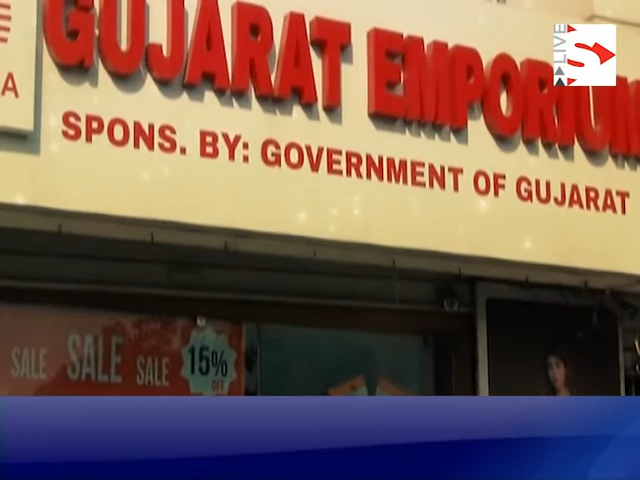 E
E
A
GUJARAT EMPORIUM
SPONS. BY: GOVERNMENT OF GUJARAT
LIVE
S
SALE SALE SALE 15%
OFF